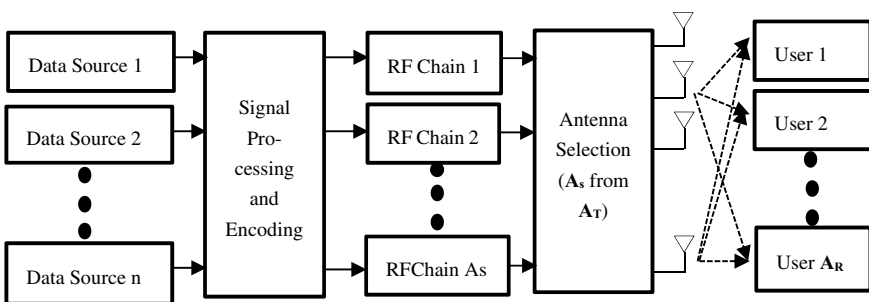 Data Source 1
Data Source 2
Data Source n
Signal
Pro-
cessing
and
Encoding
RF Chain 1
RF Chain 2
RFChain As
Antenna
Selection
(As from
AT)
User 1
User 2
User AR